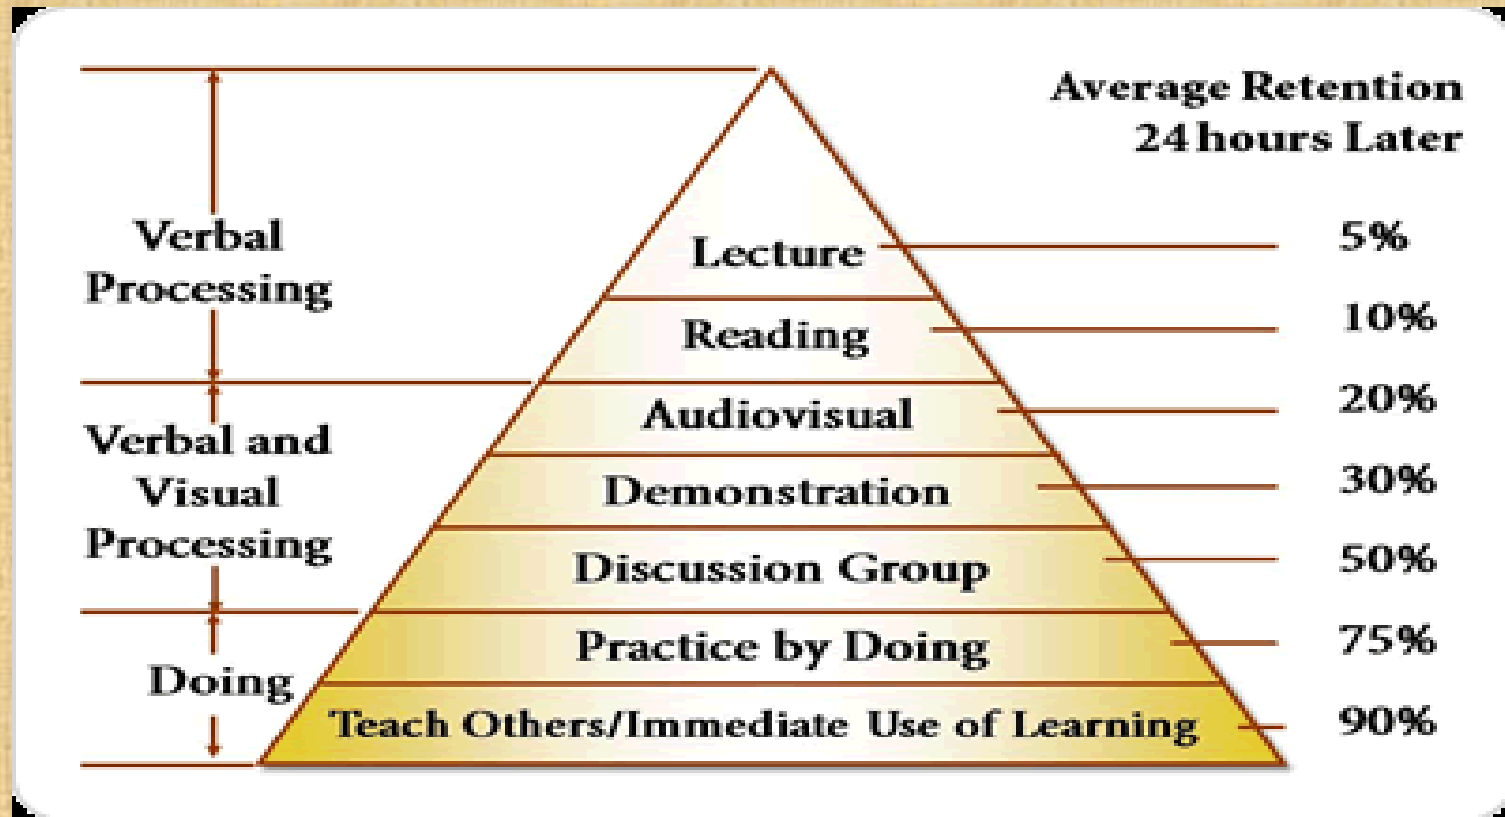 Average Retention
24 hours Later
Verbal
Processing
Lecture
5%
Reading
10%
Verbal and
Visual
Processing
Audiovisual
20%
Demonstration
30%
Discussion Group
50%
Doing
Practice by Doing
75%
Teach Others/Immediate Use of Learning
90%